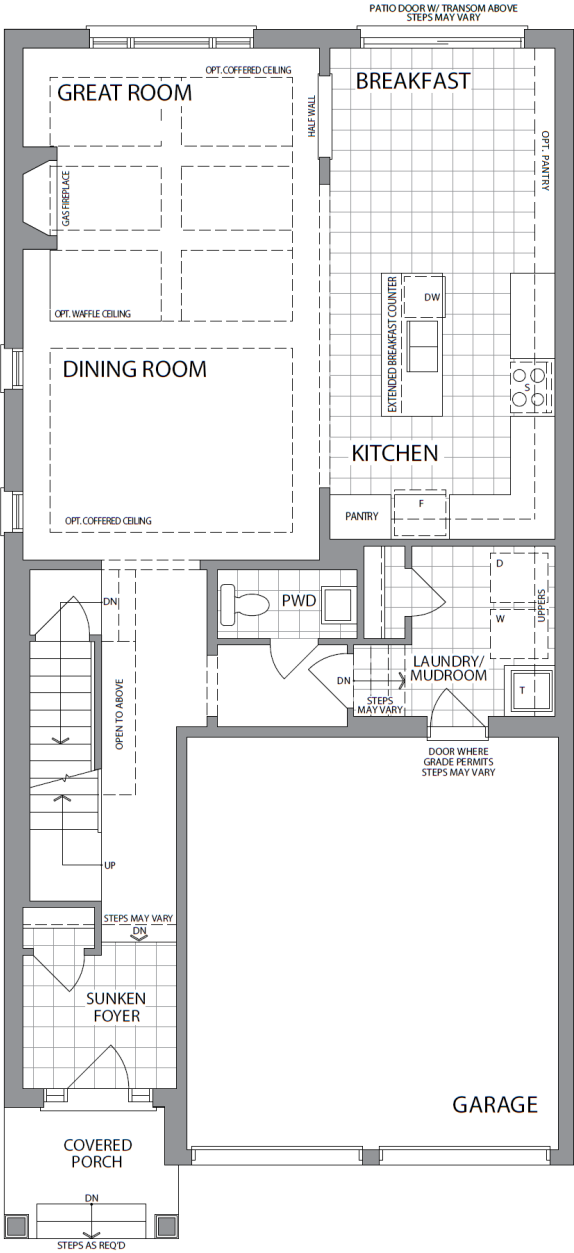 PATIO DOOR W/ TRANSOM ABOVE
STEPS MAY VARY
OPT. COFFERED CEILING
GREAT ROOM
BREAKFAST
HALF WALL
OPT. PANTRY
GAS FIREPLACE
EXTENDED BREAKFAST COUNTER
DW
OPT. WAFFLE CEILING
DINING ROOM
S
KITCHEN
OPT. COFFERED CEILING
PANTRY
F
DN
PWD
D
W
UPPERS
LAUNDRY/
MUDROOM
DN
T
STEPS
MAY VARY
OPEN TO ABOVE
DOOR WHERE
GRADE PERMITS
STEPS MAY VARY
UP
STEPS MAY VARY
DN
SUNKEN
FOYER
GARAGE
COVERED
PORCH
DN
STEPS AS REQ'D